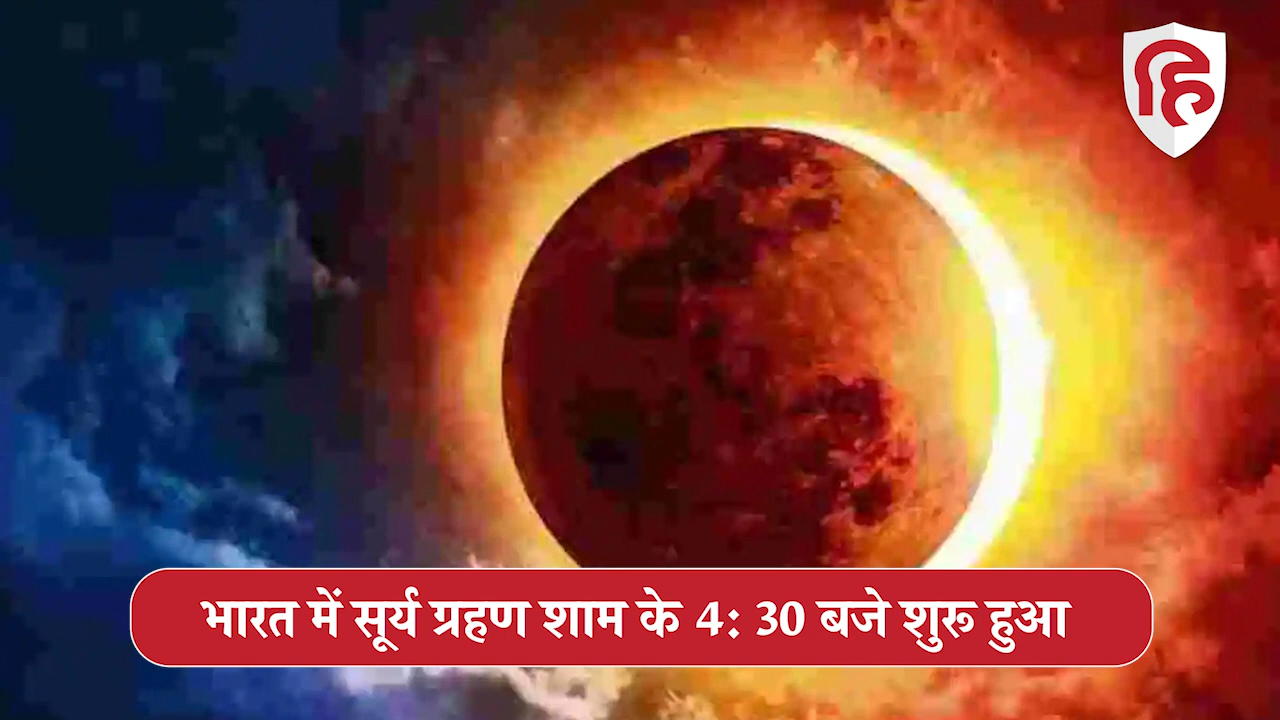 हि
भारत में सूर्य ग्रहण शाम के 4: 30 बजे शुरू हुआ